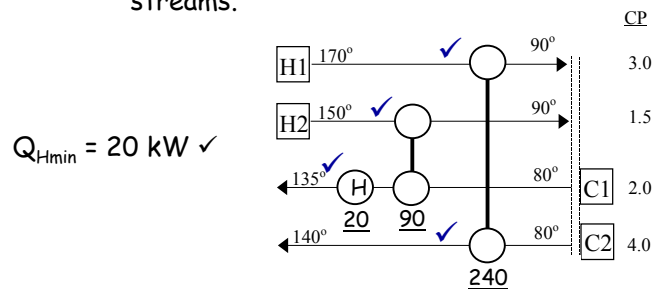 streams.
CP
H1 170° ✓ 90° 3.0
H2 150° ✓ 90° 1.5
Q_Hmin = 20 kW ✓
✓
135° H 80° C1 2.0
20 90
140° ✓ 80° C2 4.0
240